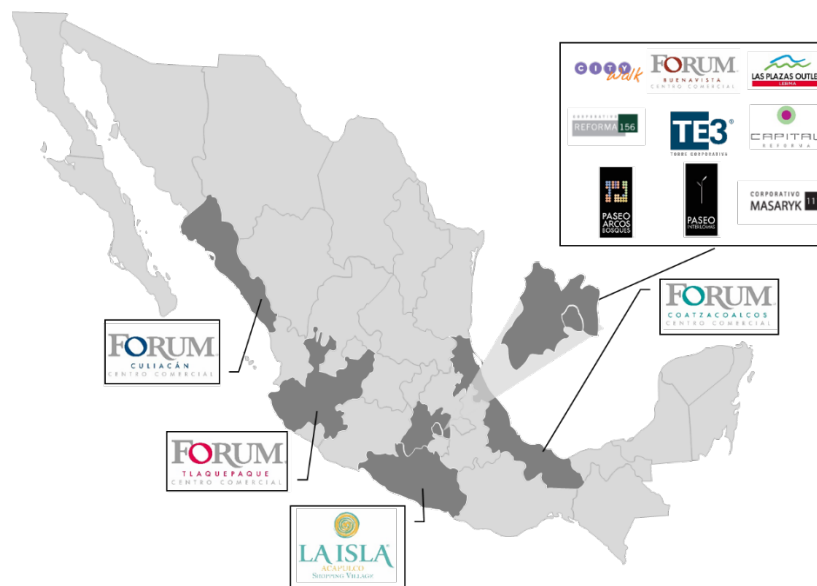 CITY
walk
FORUM
BUENAVISTA
CENTRO COMERCIAL
LAS PLAZAS OUTLET
LERMA
CORPORATIVO
REFORMA 156
TE3®
TORRE CORPORATIVA
CAPITAL
REFORMA
PASEO
ARCOS
BOSQUES
PASEO
INTERLOMAS
CORPORATIVO
MASARYK 11
FORUM
COATZACOALCOS
CENTRO COMERCIAL
FORUM
CULIACÁN
CENTRO COMERCIAL
FORUM
TLAQUEPAQUE
CENTRO COMERCIAL
LA ISLA
ACAPULCO
SHOPPING VILLAGE